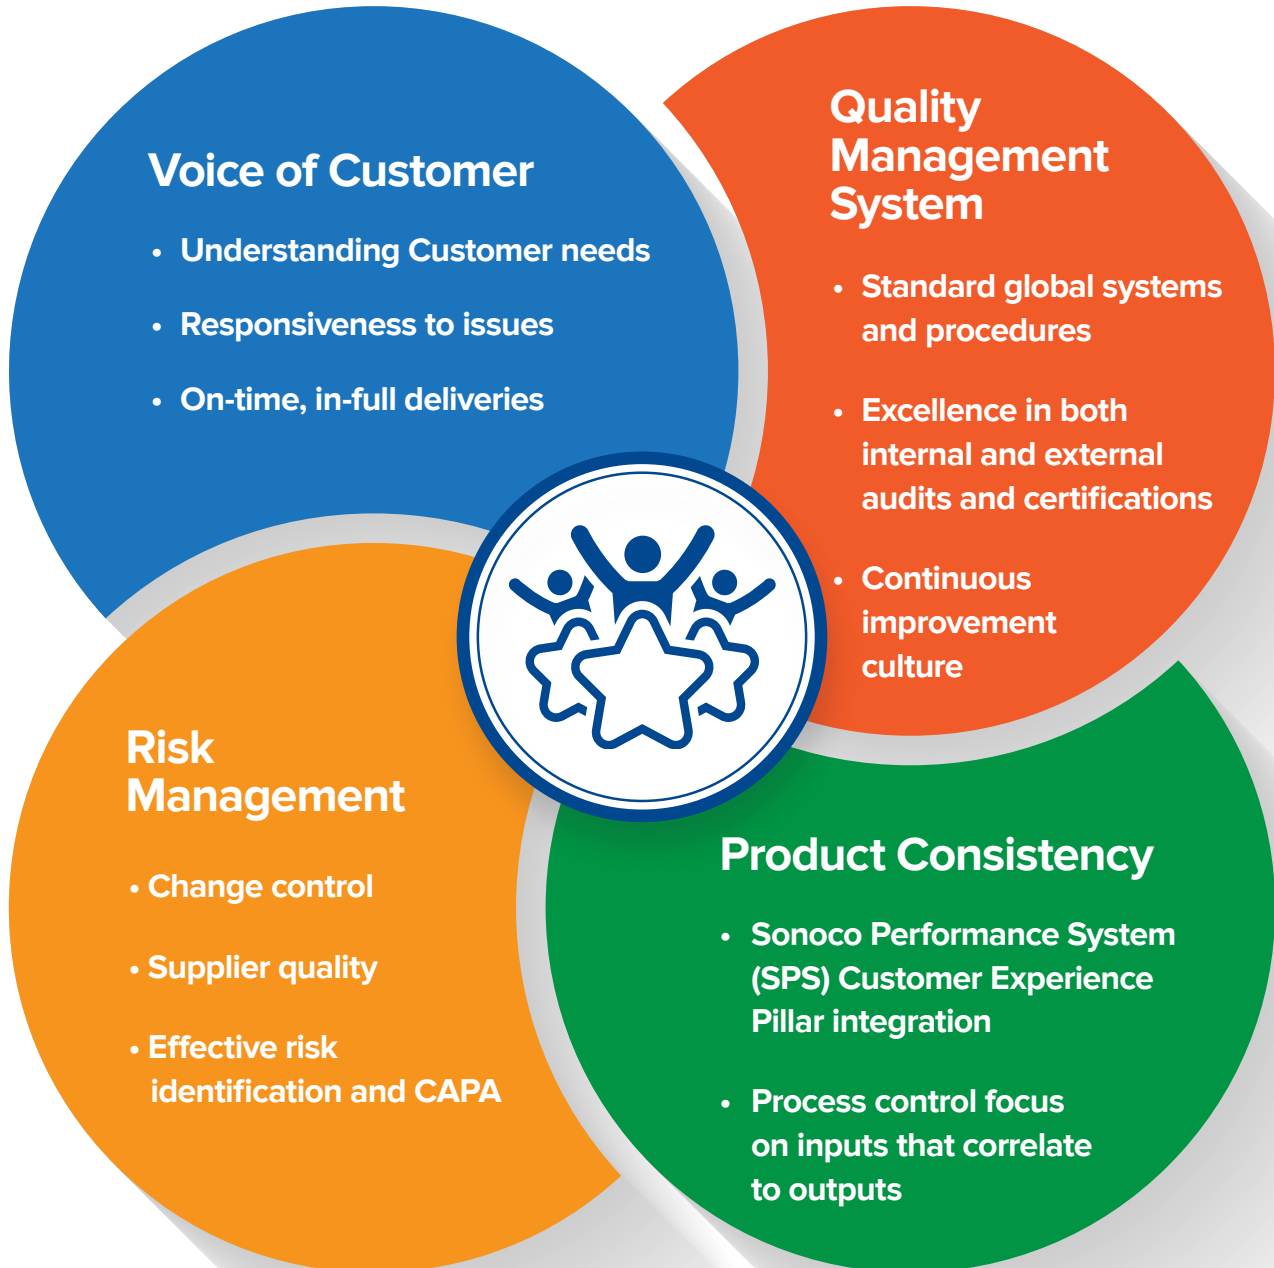 Voice of Customer
• Understanding Customer needs
• Responsiveness to issues
• On-time, in-full deliveries
Quality
Management
System
• Standard global systems
and procedures
• Excellence in both
internal and external
audits and certifications
• Continuous
improvement
culture
Risk
Management
• Change control
• Supplier quality
• Effective risk
identification and CAPA
Product Consistency
• Sonoco Performance System
(SPS) Customer Experience
Pillar integration
• Process control focus
on inputs that correlate
to outputs